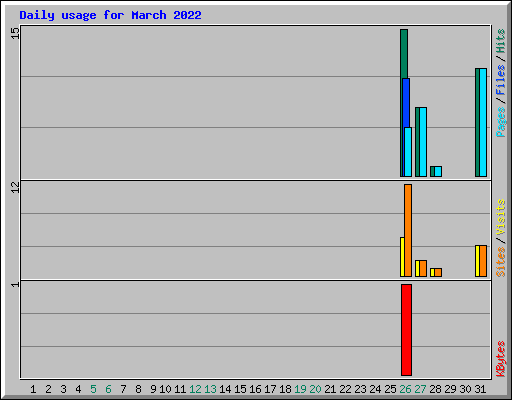 Daily usage for March 2022
15
12
1
Pages / Files / Hits
Sites / Visits
KBytes
1 2 3 4 5 6 7 8 9 10 11 12 13 14 15 16 17 18 19 20 21 22 23 24 25 26 27 28 29 30 31